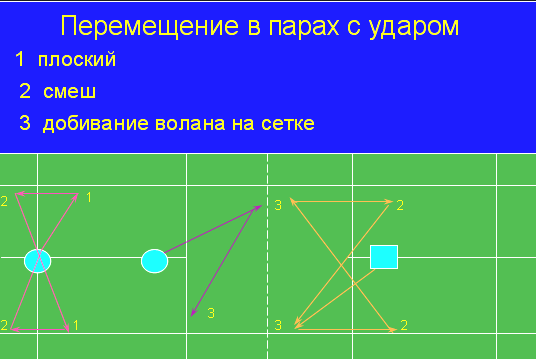 Перемещение в парах с ударом
1 плоский
2 смеш
3 добивание волана на сетке
2 1 3 2
3
2 1 3 2